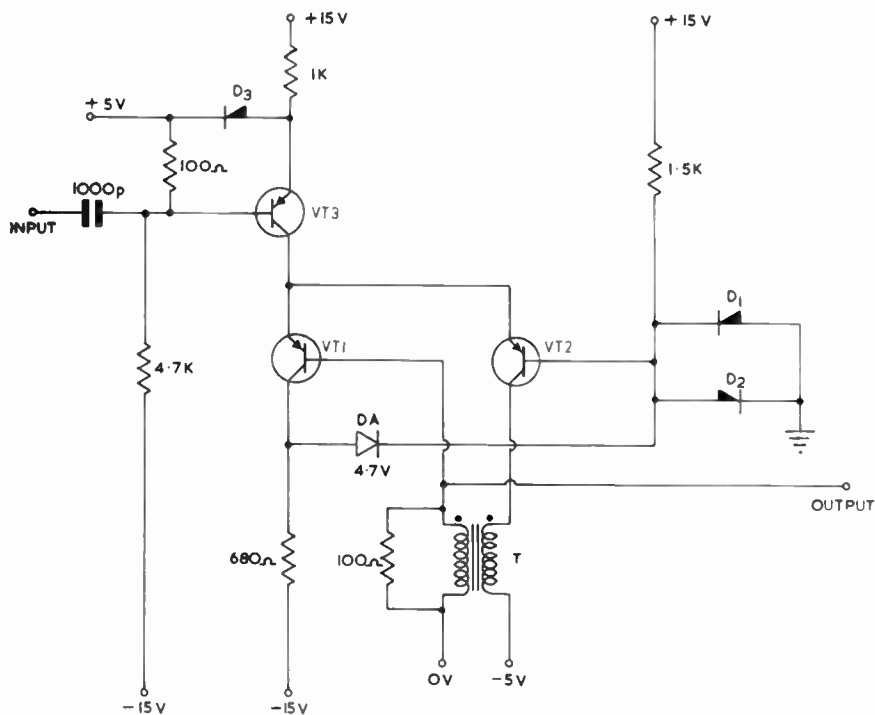 +15V
+15V
1K
D3
+5V
100Ω
1.5K
1000p
INPUT
VT3
D1
VT1
VT2
4.7K
D2
DA
4.7V
OUTPUT
680Ω
100Ω
T
0V
-5V
-15V
-15V